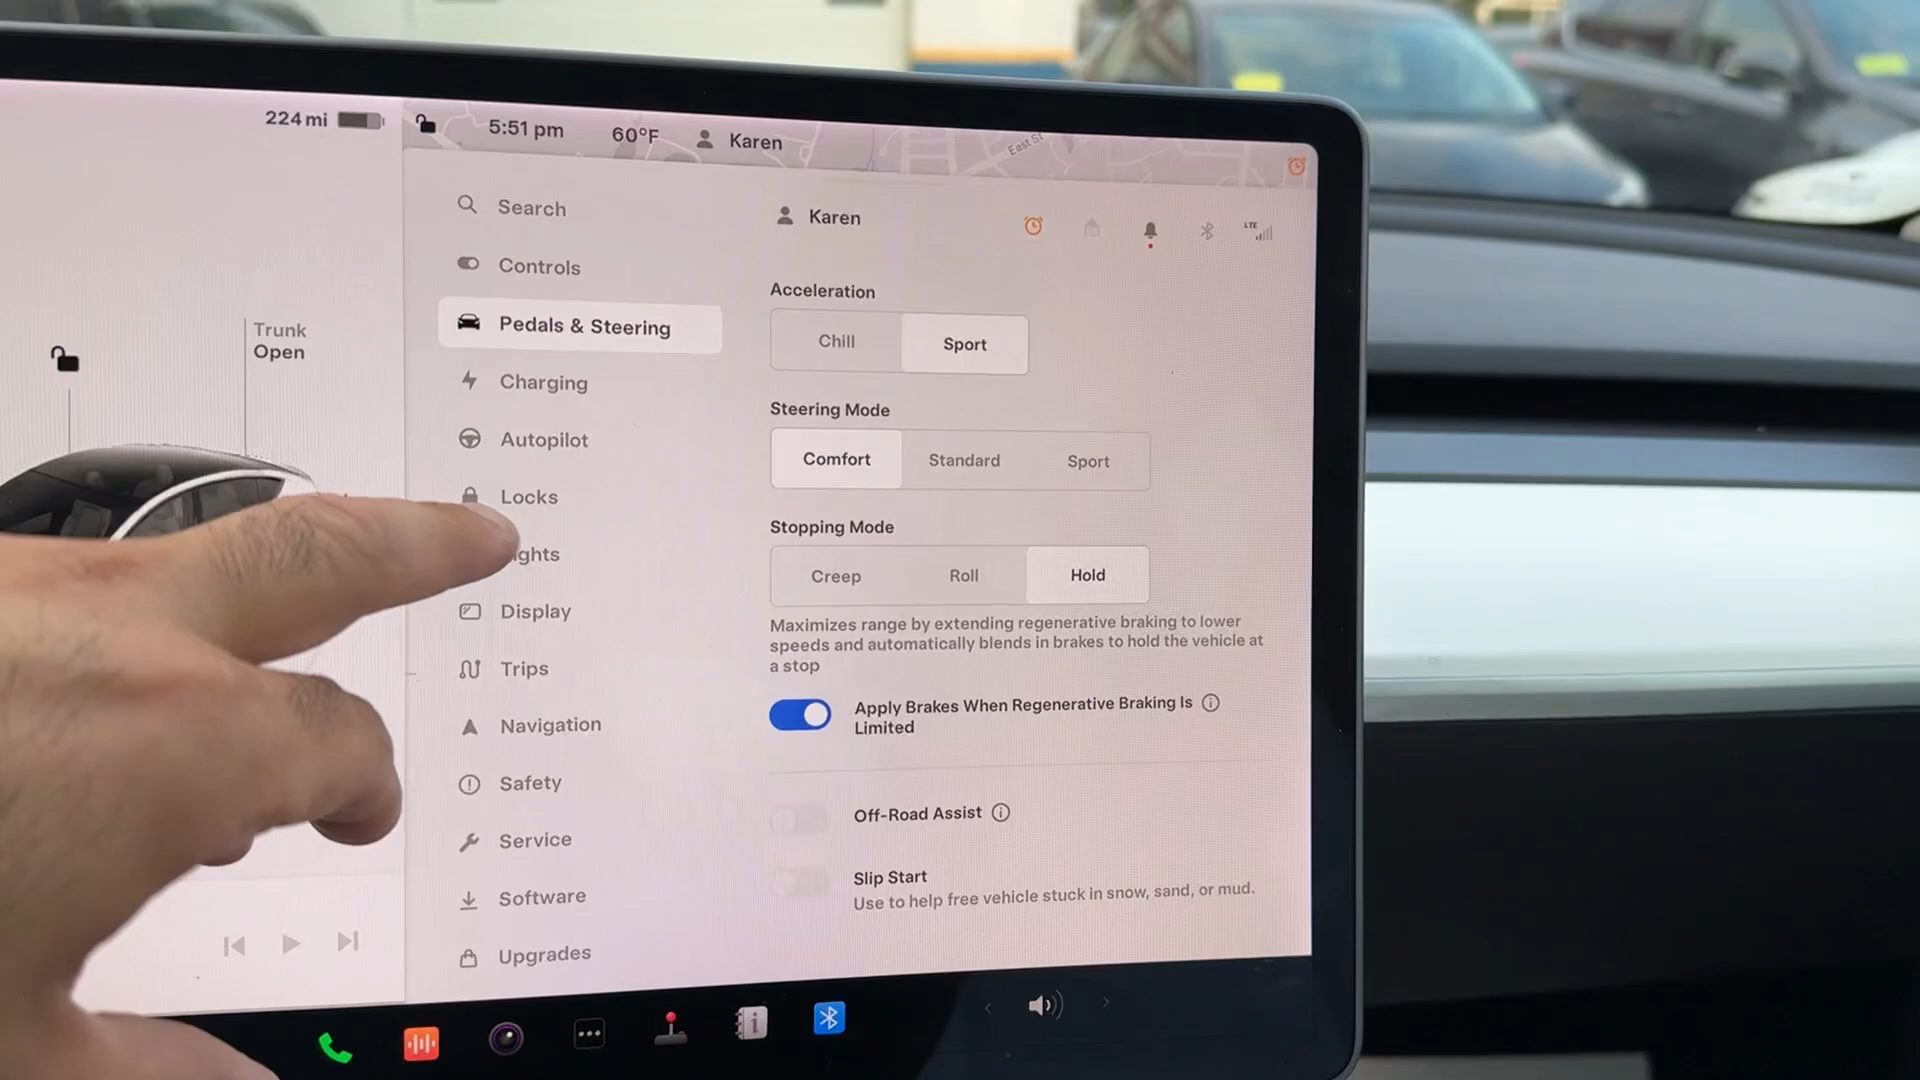 224 mi
5:51 pm
60°F
Karen
East St
Trunk
Open
Search
Controls
Pedals & Steering
Charging
Autopilot
Locks
ghts
Display
Trips
Navigation
Safety
Service
Software
Upgrades
Karen
LTE
Acceleration
Chill
Sport
Steering Mode
Comfort
Standard
Sport
Stopping Mode
Creep
Roll
Hold
Maximizes range by extending regenerative braking to lower
speeds and automatically blends in brakes to hold the vehicle at
a stop
Apply Brakes When Regenerative Braking Is
Limited
Off-Road Assist
Slip Start
Use to help free vehicle stuck in snow, sand, or mud.